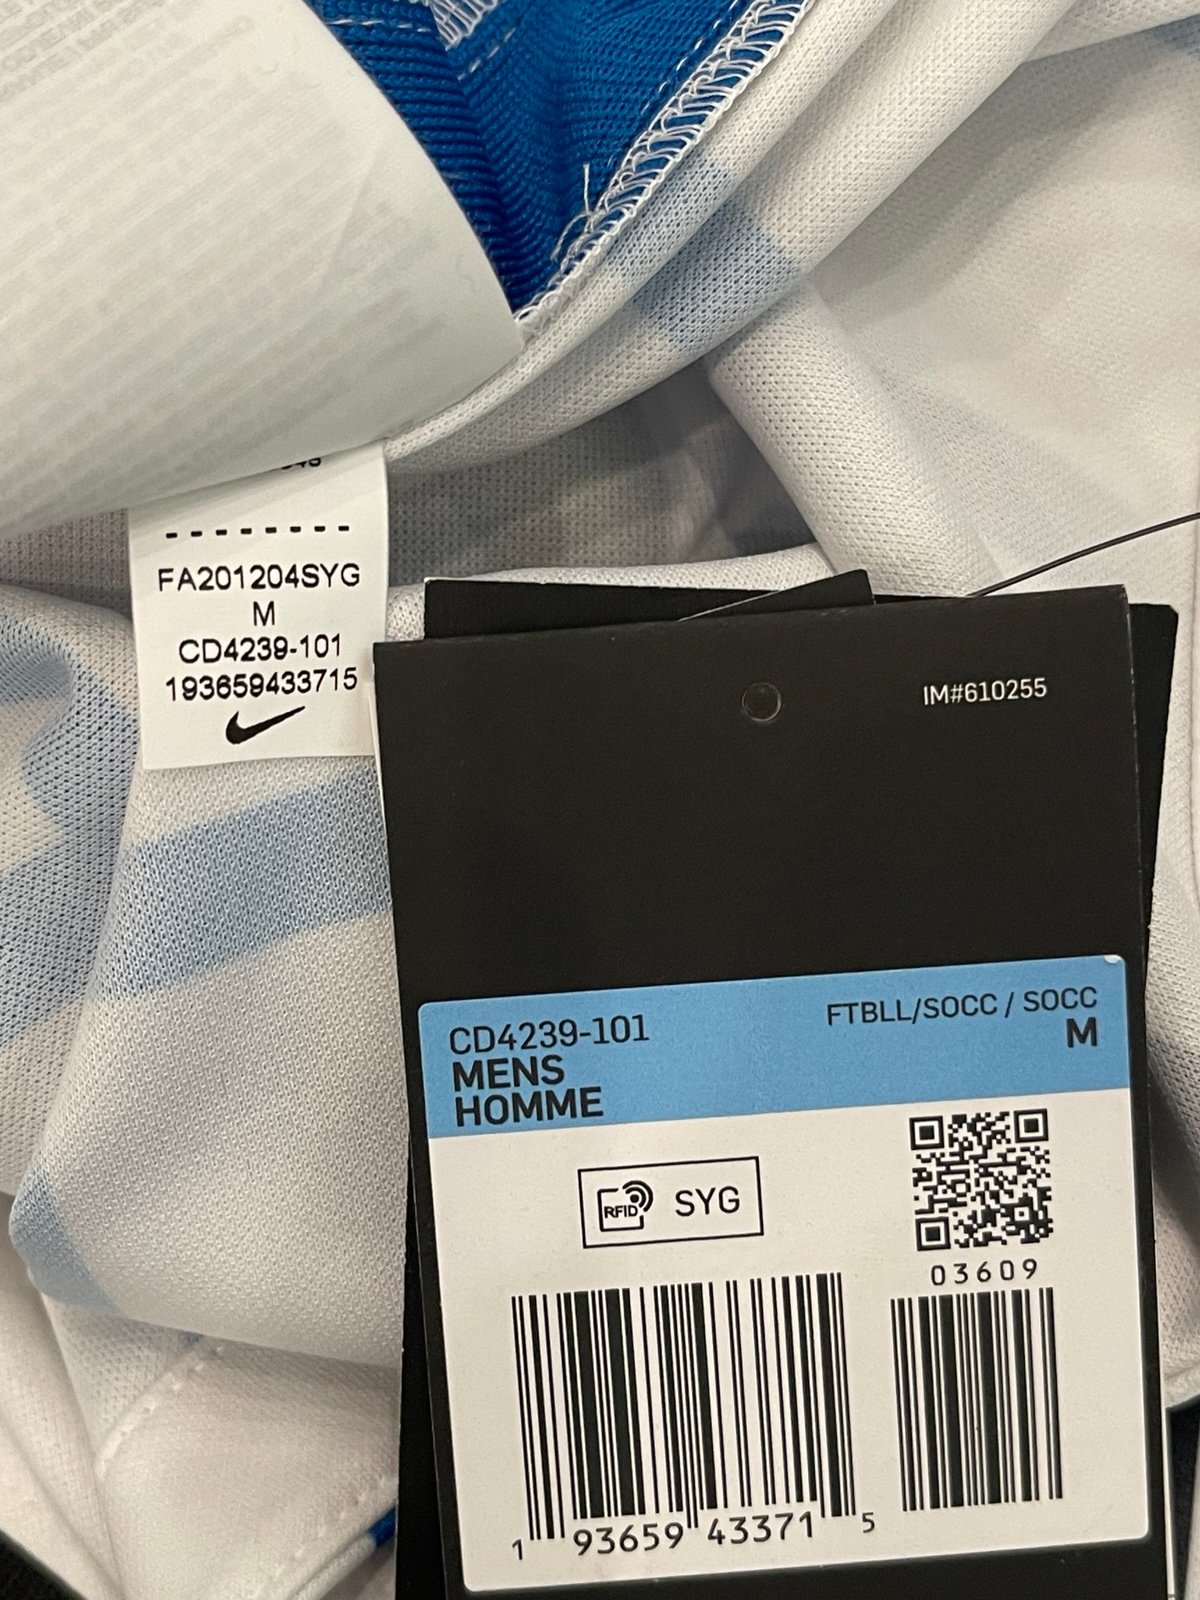 --------
FA201204SYG
M
CD4239-101
193659433715
IM#610255
CD4239-101
FTBLL/SOCC / SOCC
MENS
M
HOMME
RFID
SYG
03609
1 93659 43371 5